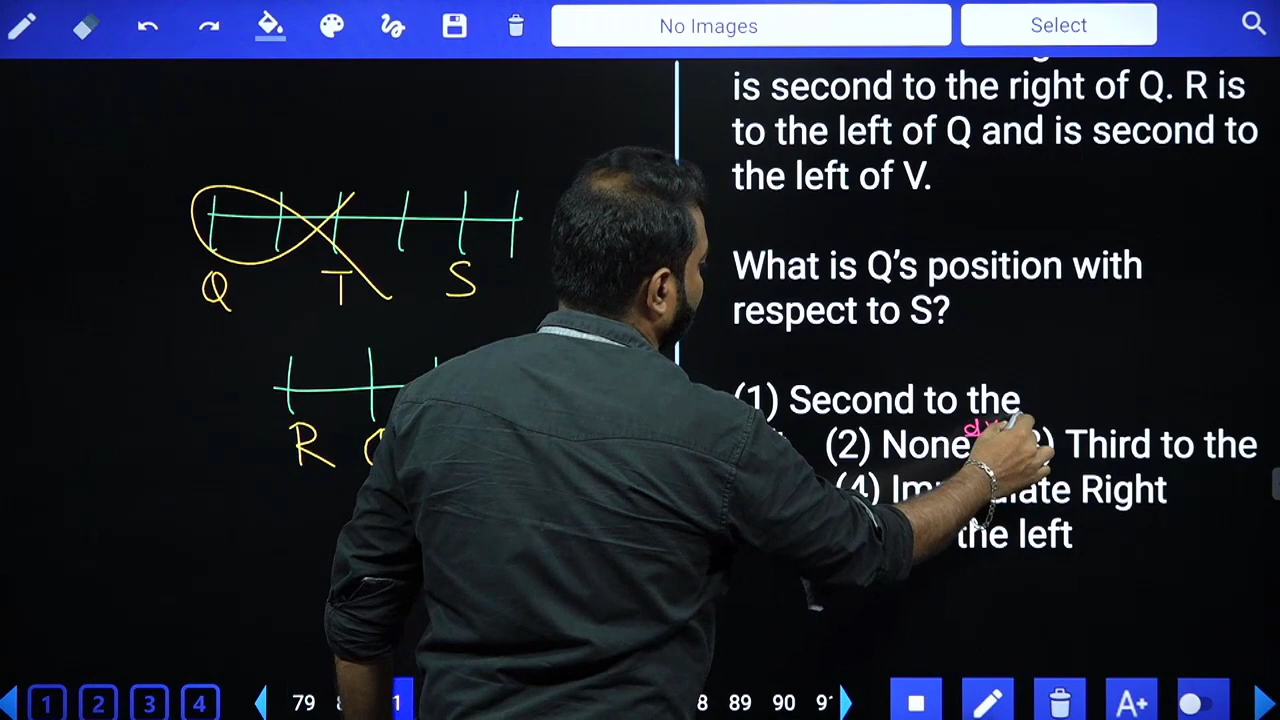 No Images
Select
is second to the right of Q. R is
to the left of Q and is second to
the left of V.
What is Q's position with
respect to S?
(1) Second to the
(2) None Third to the
(4) Right
the left
Q T S
R
1 2 3 4
79
89 90
A+